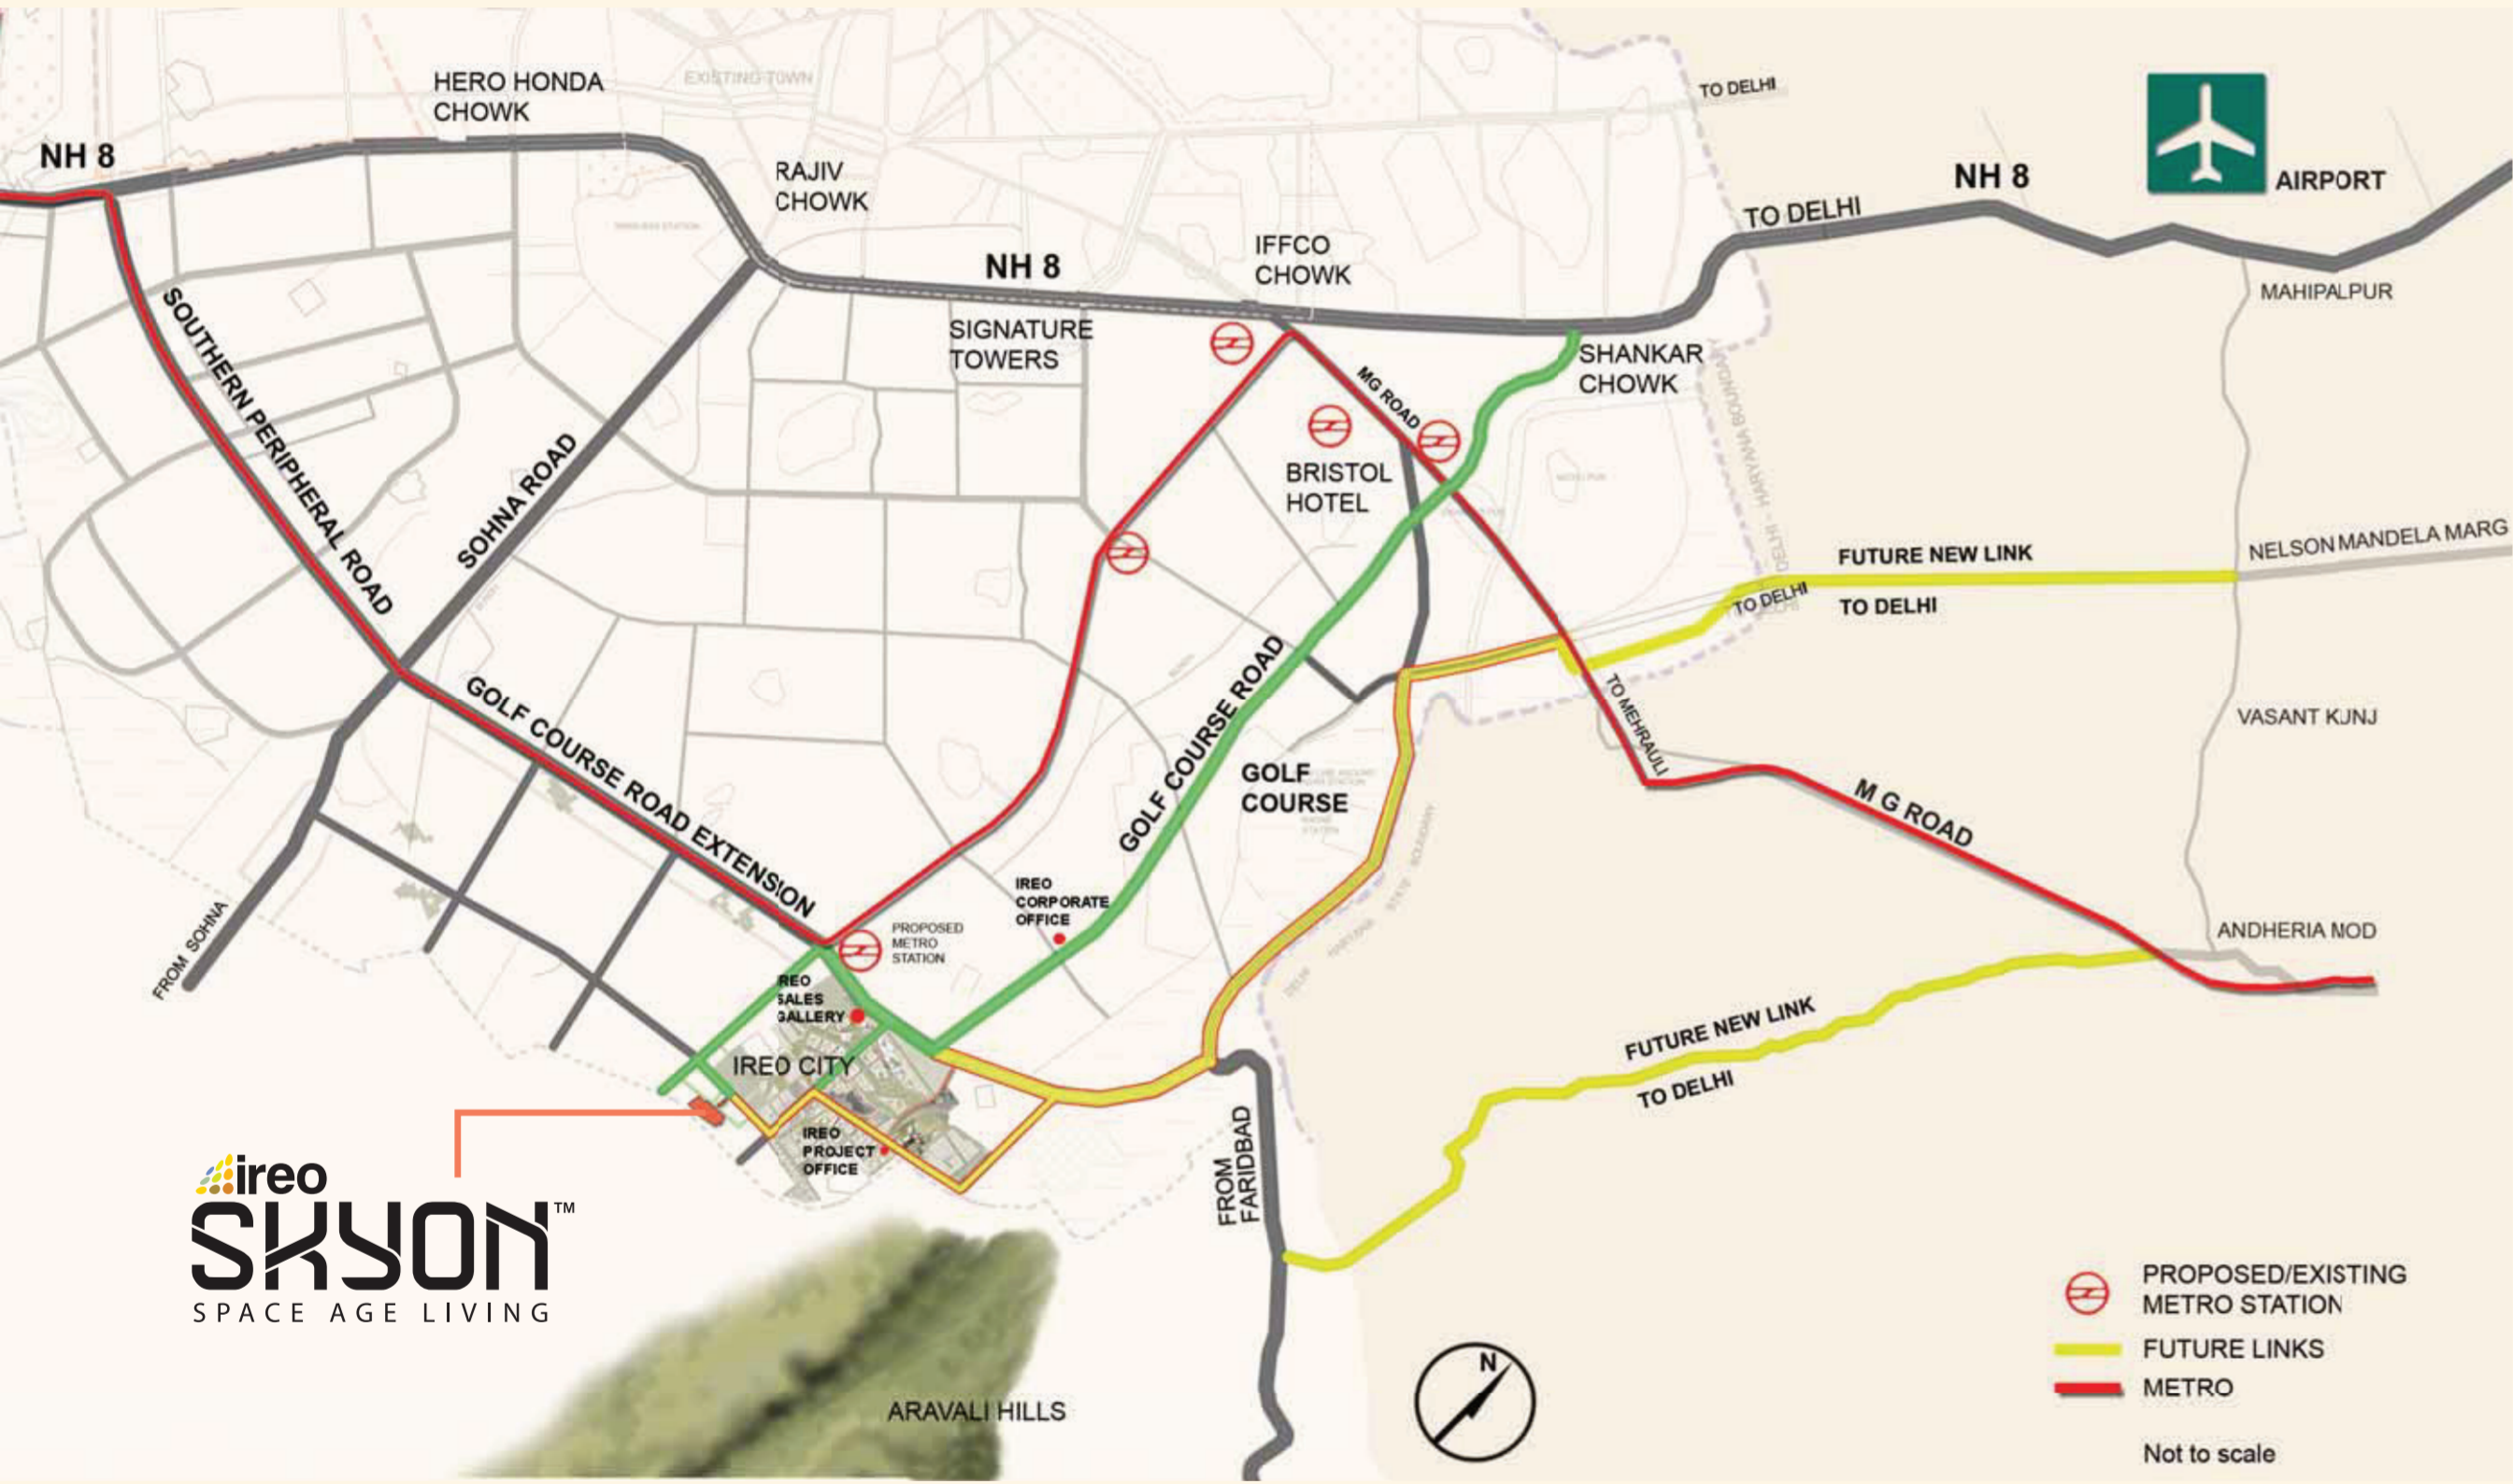 HERO HONDA
CHOWK
EXISTING TOWN
TO DELHI
NH 8
RAJIV
CHOWK
NH 8
AIRPORT
TO DELHI
IFFCO
CHOWK
NH 8
MAHIPALPUR
SIGNATURE
TOWERS
SHANKAR
CHOWK
MG ROAD
SOUTHERN PERIPHERAL ROAD
SOHNA ROAD
BRISTOL
HOTEL
DELHI - HARYANA BOUNDARY
NELSON MANDELA MARG
FUTURE NEW LINK
TO DELHI
TO DELHI
GOLF COURSE ROAD EXTENSION
GOLF COURSE ROAD
TO MEHRAULI
VASANT KUNJ
GOLF
COURSE
M G ROAD
IREO
CORPORATE
OFFICE
FROM SOHNA
PROPOSED
METRO
STATION
ANDHERIA MOD
REO
SALES
GALLERY
IREO CITY
FUTURE NEW LINK
TO DELHI
IREO
PROJECT
OFFICE
FROM
FARIDBAD
ireo
SKYON™
SPACE AGE LIVING
ARAVALI HILLS
N
PROPOSED/EXISTING
METRO STATION
FUTURE LINKS
METRO
Not to scale